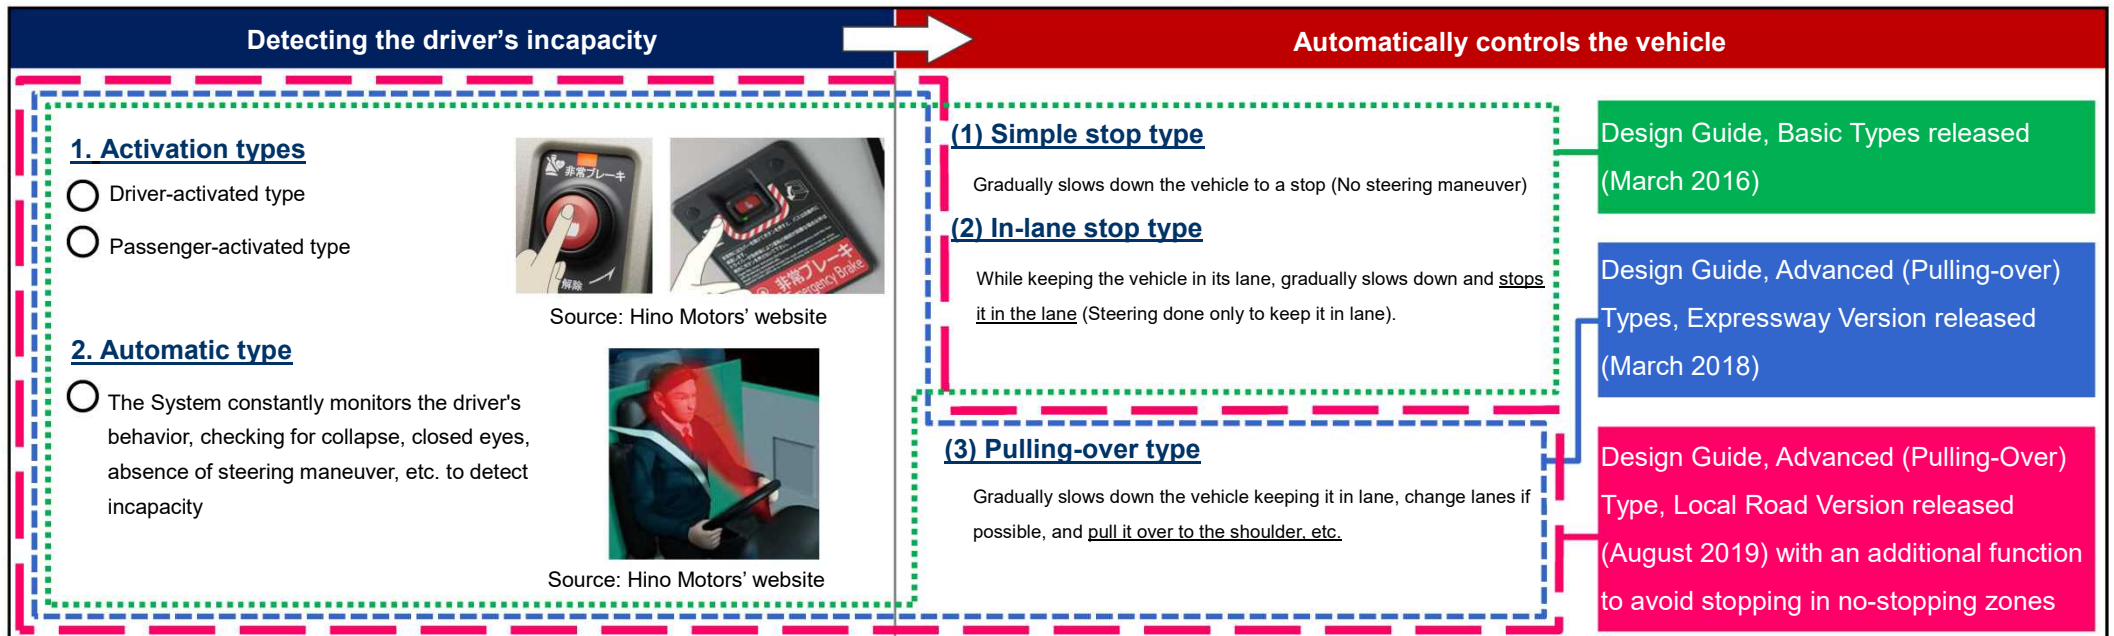 Detecting the driver's incapacity
Automatically controls the vehicle
1. Activation types
Driver-activated type
Passenger-activated type
非常ブレーキ
解除
非常ブレーキ
Emergency Brake
Source: Hino Motors' website
2. Automatic type
The System constantly monitors the driver's
behavior, checking for collapse, closed eyes,
absence of steering maneuver, etc. to detect
incapacity
Source: Hino Motors' website
(1) Simple stop type
Gradually slows down the vehicle to a stop (No steering maneuver)
(2) In-lane stop type
While keeping the vehicle in its lane, gradually slows down and stops
it in the lane (Steering done only to keep it in lane).
(3) Pulling-over type
Gradually slows down the vehicle keeping it in lane, change lanes if
possible, and pull it over to the shoulder, etc.
Design Guide, Basic Types released
(March 2016)
Design Guide, Advanced (Pulling-over)
Types, Expressway Version released
(March 2018)
Design Guide, Advanced (Pulling-Over)
Type, Local Road Version released
(August 2019) with an additional function
to avoid stopping in no-stopping zones